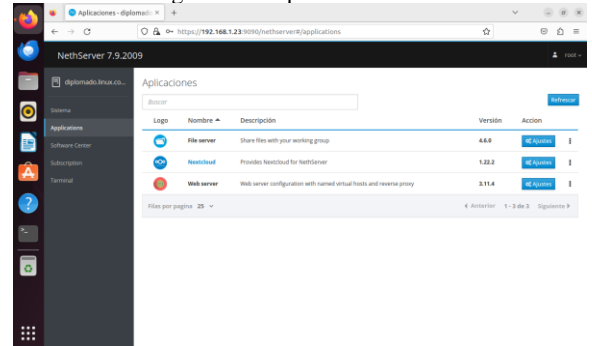 Aplicaciones - diplomado
https://192.168.1.23:9090/nethserver#/applications
NethServer 7.9.2009
root
diplomado.linux.co...
Aplicaciones
Buscar
Refrescar
Sistema
Applications
Software Center
Subscription
Terminal
Logo Nombre Descripción Versión Accion
File server Share files with your working group 4.6.0 Ajustes
Nextcloud Provides Nextcloud for NethServer 1.22.2 Ajustes
Web server Web server configuration with named virtual hosts and reverse proxy 3.11.4 Ajustes
Filas por pagina 25 Anterior 1 - 3 de 3 Siguiente